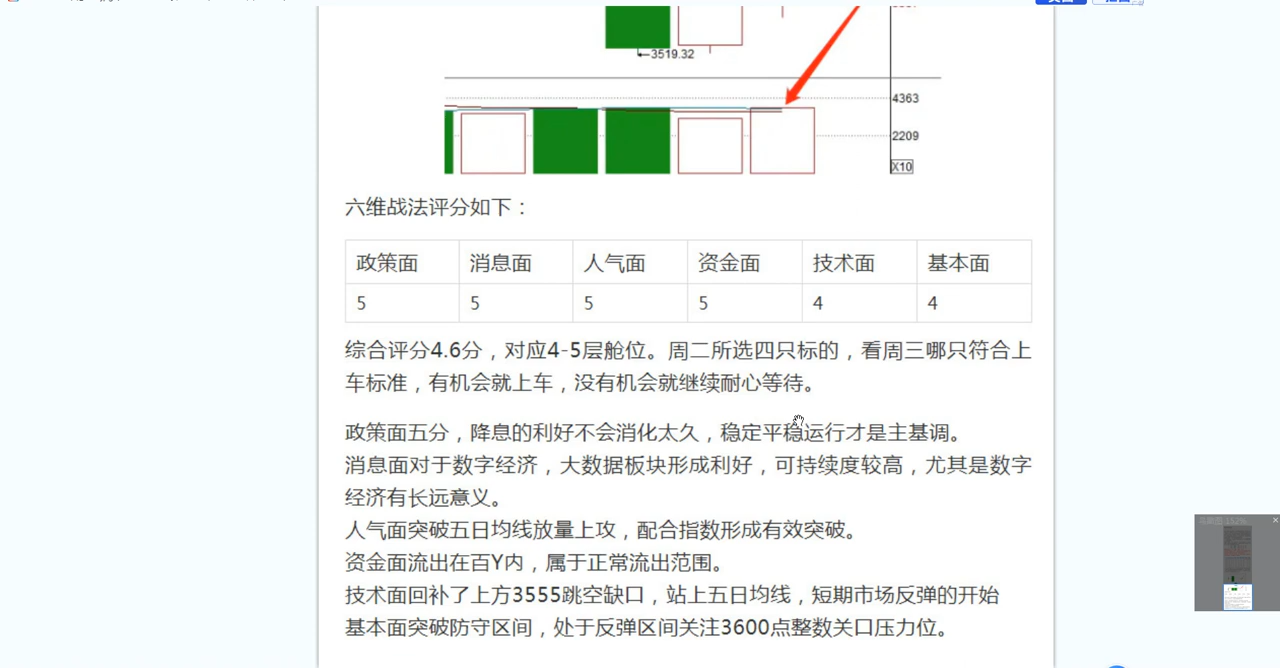 3519.32
4363
2209
X10
六维战法评分如下：
政策面 消息面 人气面 资金面 技术面 基本面
5 5 5 5 4 4
综合评分4.6分，对应4-5层舱位。周二所选四只标的，看周三哪只符合上
车标准，有机会就上车，没有机会就继续耐心等待。
政策面五分，降息的利好不会消化太久，稳定平稳运行才是主基调。
消息面对于数字经济，大数据板块形成利好，可持续度较高，尤其是数字
经济有长远意义。
人气面突破五日均线放量上攻，配合指数形成有效突破。
资金面流出在百Y内，属于正常流出范围。
技术面回补了上方3555跳空缺口，站上五日均线，短期市场反弹的开始
基本面突破防守区间，处于反弹区间关注3600点整数关口压力位。